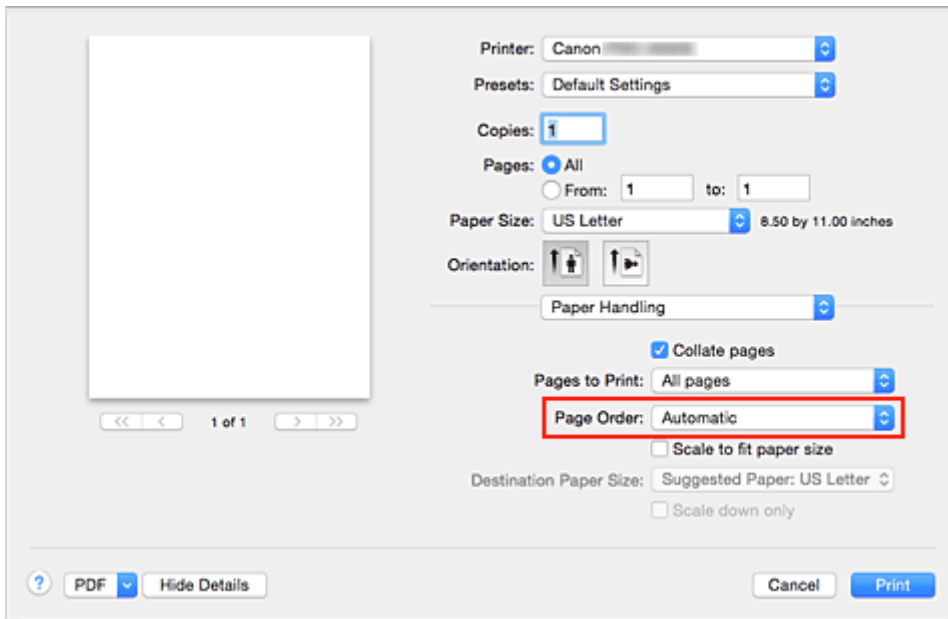 Printer: Canon
Presets: Default Settings
Copies: 1
Pages: All
From: 1 to: 1
Paper Size: US Letter 8.50 by 11.00 inches
Orientation:
Paper Handling
Collate pages
Pages to Print: All pages
Page Order: Automatic
Scale to fit paper size
Destination Paper Size: Suggested Paper: US Letter
Scale down only
<< < 1 of 1 > >>
? PDF Hide Details Cancel Print